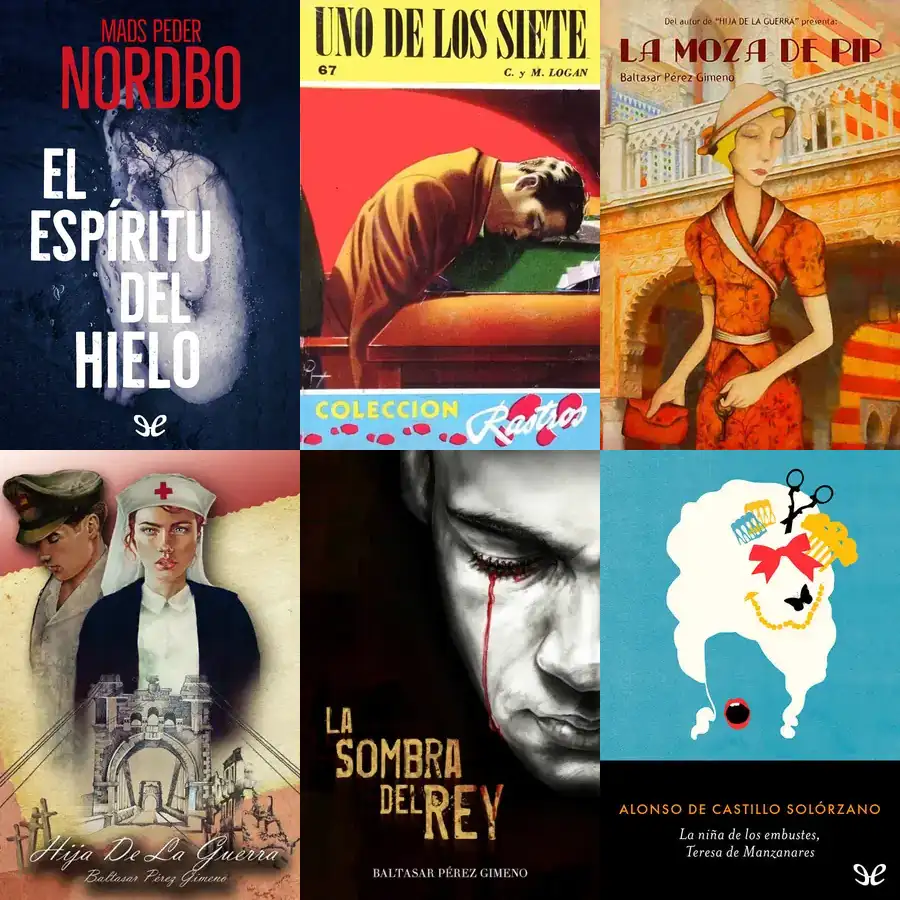 MADS PEDER
NORDBO
EL
ESPÍRITU
DEL
HIELO
UNO DE LOS SIETE
67
C. y M. LOGAN
COLECCION Rastros
Del autor de "HIJA DE LA GUERRA" presenta:
LA MOZA DE PIP
Baltasar Pérez Gimeno
Hija De La Guerra
Baltasar Pérez Gimeno
LA
SOMBRA
DEL REY
BALTASAR PÉREZ GIMENO
ALONSO DE CASTILLO SOLÓRZANO
La niña de los embustes,
Teresa de Manzanares